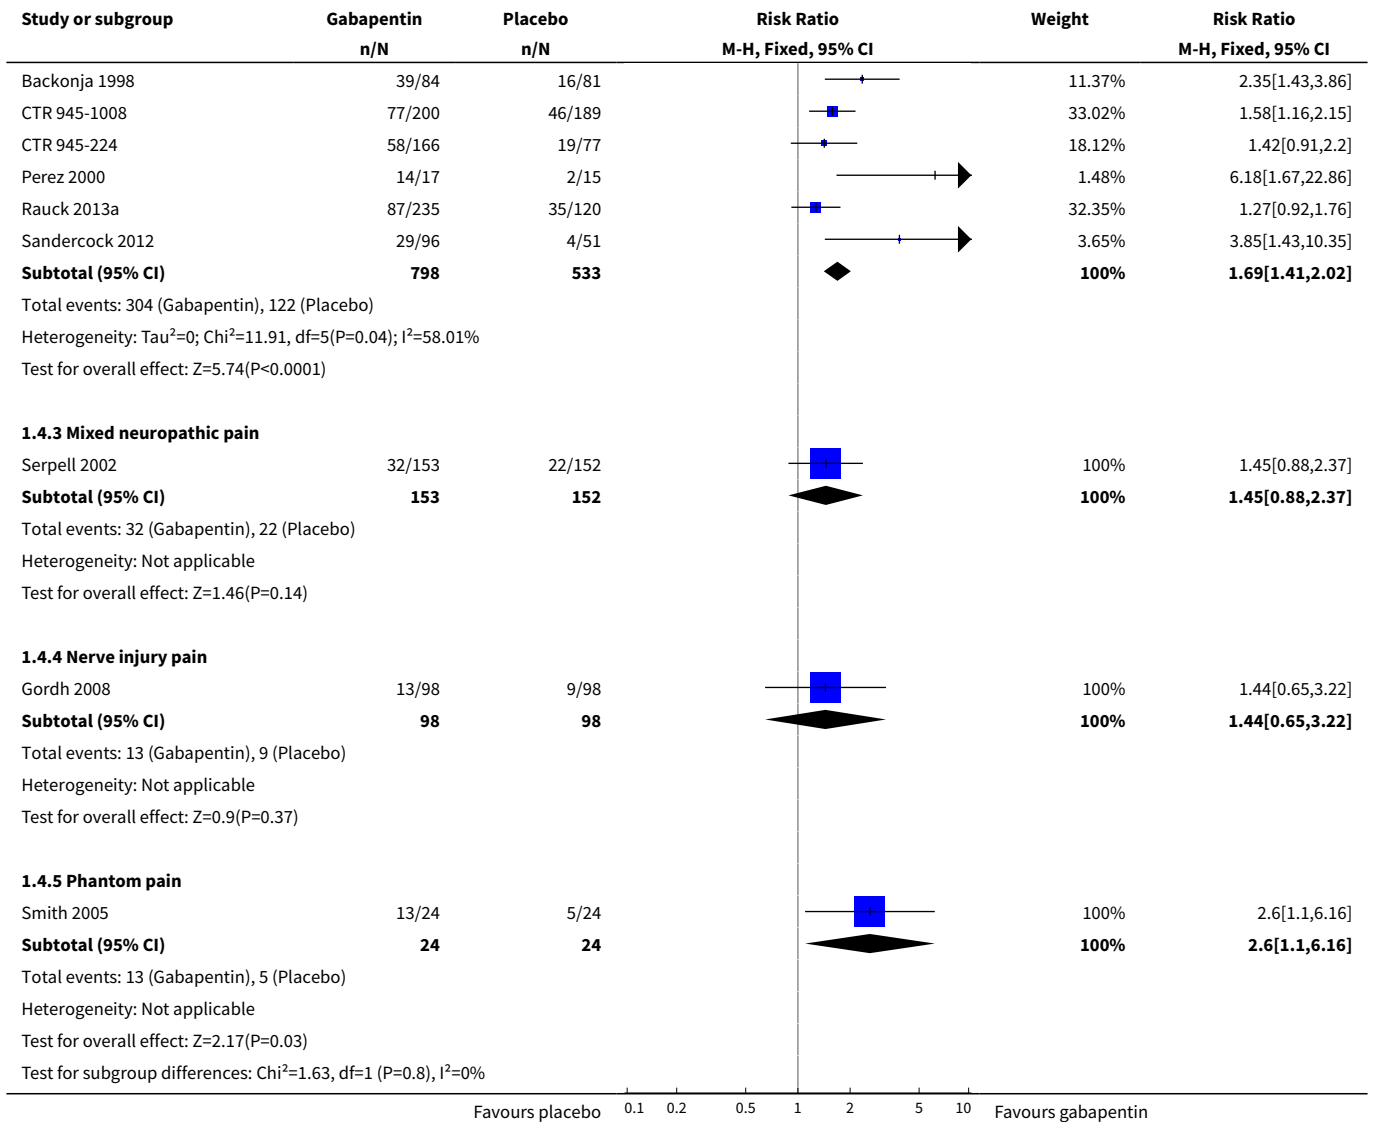 Study or subgroup Gabapentin Placebo Risk Ratio Weight Risk Ratio
n/N n/N M-H, Fixed, 95% CI M-H, Fixed, 95% CI
Backonja 1998 39/84 16/81 11.37% 2.35[1.43,3.86]
CTR 945-1008 77/200 46/189 33.02% 1.58[1.16,2.15]
CTR 945-224 58/166 19/77 18.12% 1.42[0.91,2.2]
Perez 2000 14/17 2/15 1.48% 6.18[1.67,22.86]
Rauck 2013a 87/235 35/120 32.35% 1.27[0.92,1.76]
Sandercock 2012 29/96 4/51 3.65% 3.85[1.43,10.35]
Subtotal (95% CI) 798 533 100% 1.69[1.41,2.02]
Total events: 304 (Gabapentin), 122 (Placebo)
Heterogeneity: Tau²=0; Chi²=11.91, df=5(P=0.04); I²=58.01%
Test for overall effect: Z=5.74(P<0.0001)
1.4.3 Mixed neuropathic pain
Serpell 2002 32/153 22/152 100% 1.45[0.88,2.37]
Subtotal (95% CI) 153 152 100% 1.45[0.88,2.37]
Total events: 32 (Gabapentin), 22 (Placebo)
Heterogeneity: Not applicable
Test for overall effect: Z=1.46(P=0.14)
1.4.4 Nerve injury pain
Gordh 2008 13/98 9/98 100% 1.44[0.65,3.22]
Subtotal (95% CI) 98 98 100% 1.44[0.65,3.22]
Total events: 13 (Gabapentin), 9 (Placebo)
Heterogeneity: Not applicable
Test for overall effect: Z=0.9(P=0.37)
1.4.5 Phantom pain
Smith 2005 13/24 5/24 100% 2.6[1.1,6.16]
Subtotal (95% CI) 24 24 100% 2.6[1.1,6.16]
Total events: 13 (Gabapentin), 5 (Placebo)
Heterogeneity: Not applicable
Test for overall effect: Z=2.17(P=0.03)
Test for subgroup differences: Chi²=1.63, df=1 (P=0.8), I²=0%
Favours placebo 0.1 0.2 0.5 1 2 5 10 Favours gabapentin